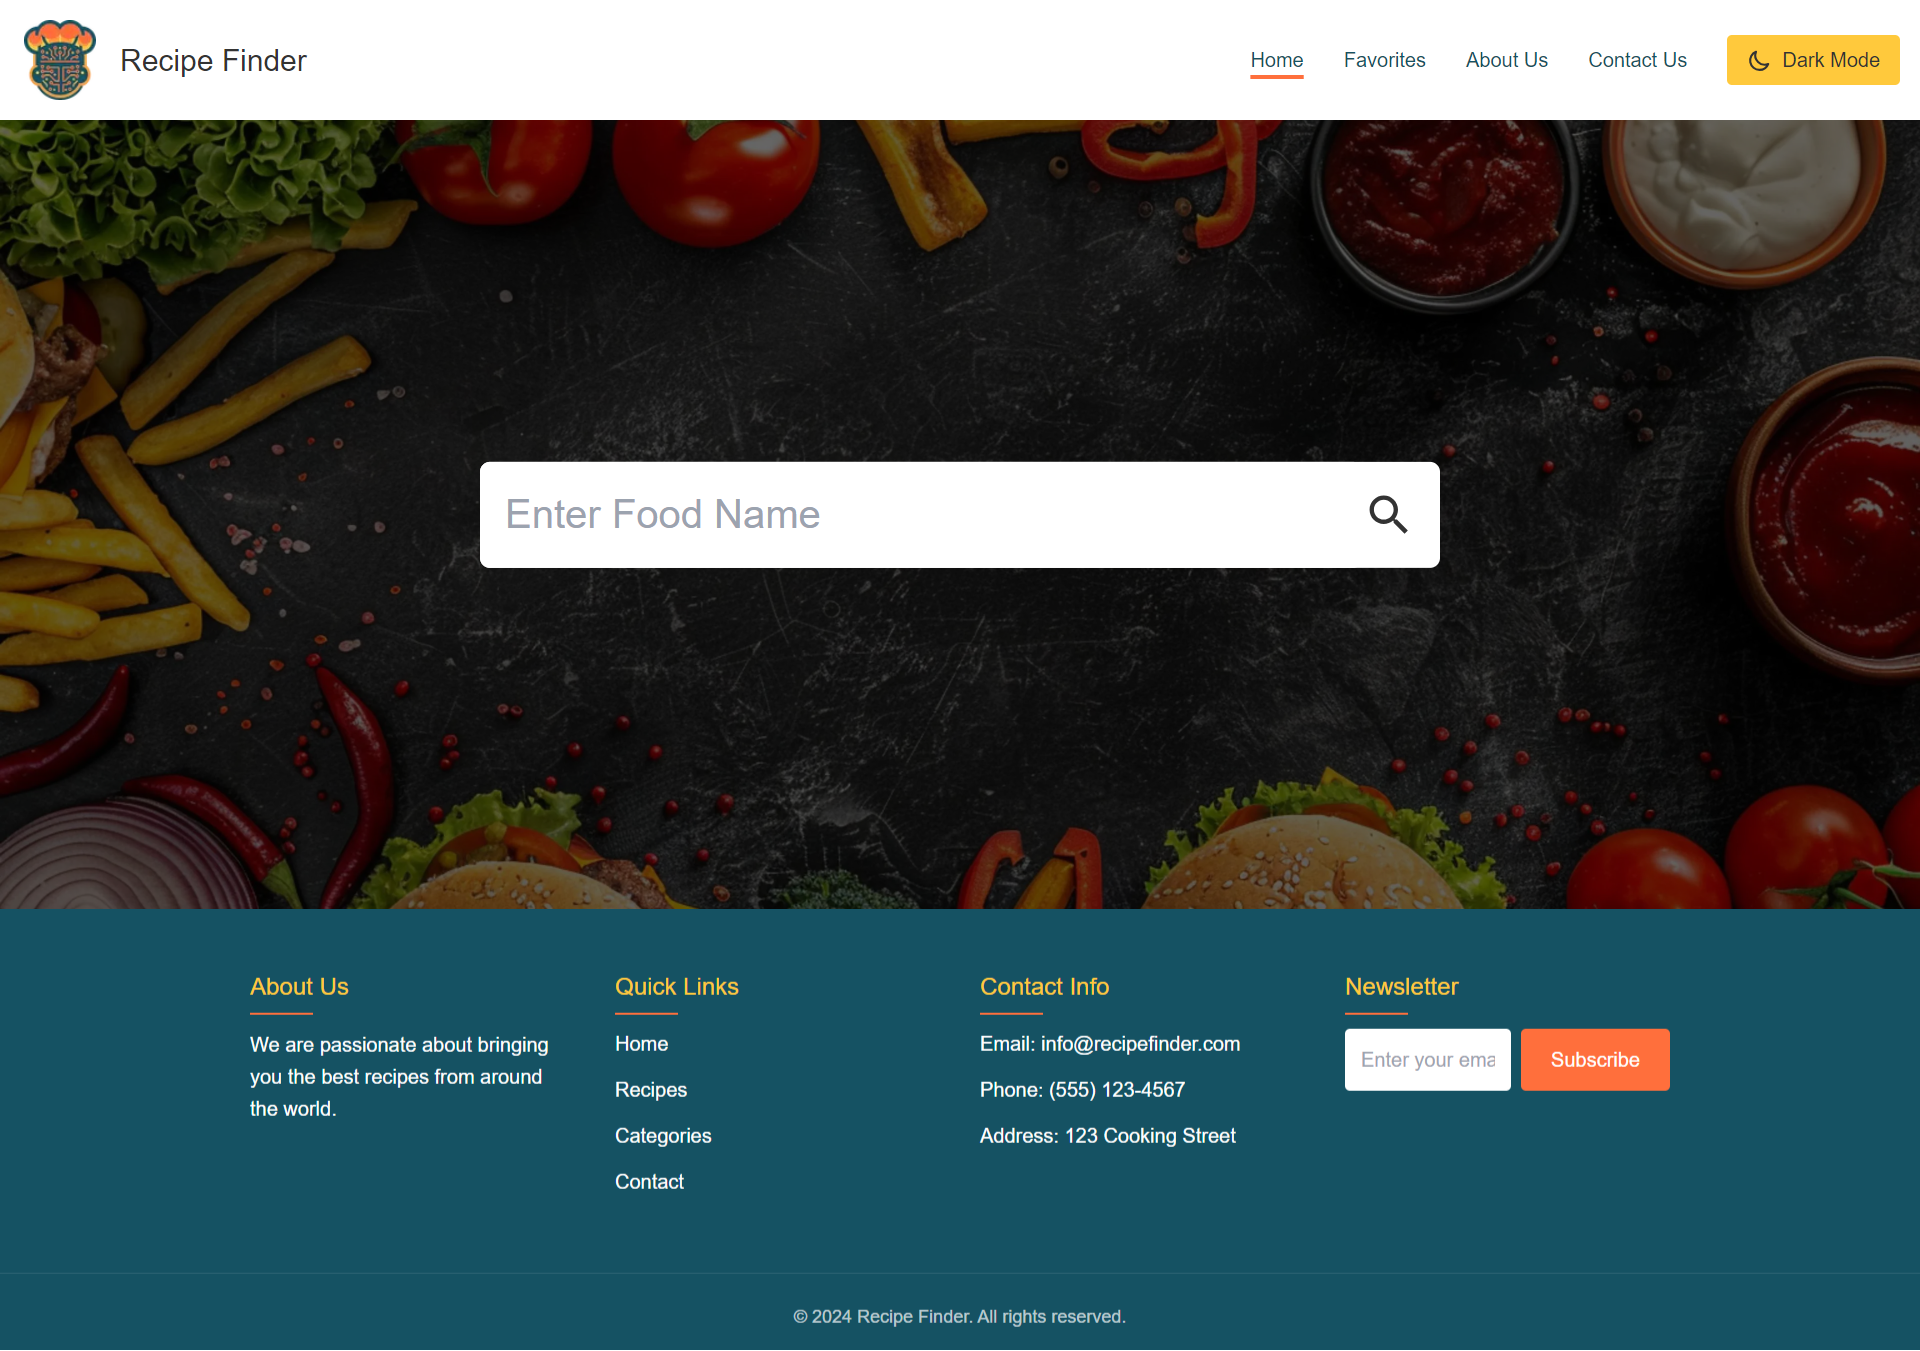 Recipe Finder
Home
Favorites
About Us
Contact Us
Dark Mode
Enter Food Name
About Us
We are passionate about bringing
you the best recipes from around
the world.
Quick Links
Home
Recipes
Categories
Contact
Contact Info
Email: info@recipefinder.com
Phone: (555) 123-4567
Address: 123 Cooking Street
Newsletter
Enter your ema
Subscribe
© 2024 Recipe Finder. All rights reserved.